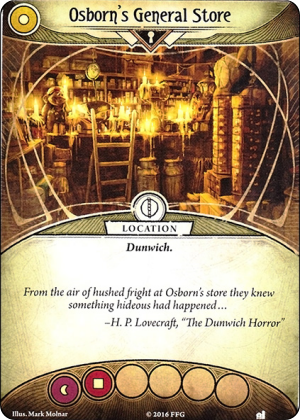 Osborn's General Store
LOCATION
Dunwich.
From the air of hushed fright at Osborn's store they knew
something hideous had happened…
–H. P. Lovecraft, “The Dunwich Horror”
Illus. Mark Molnar
© 2016 FFG